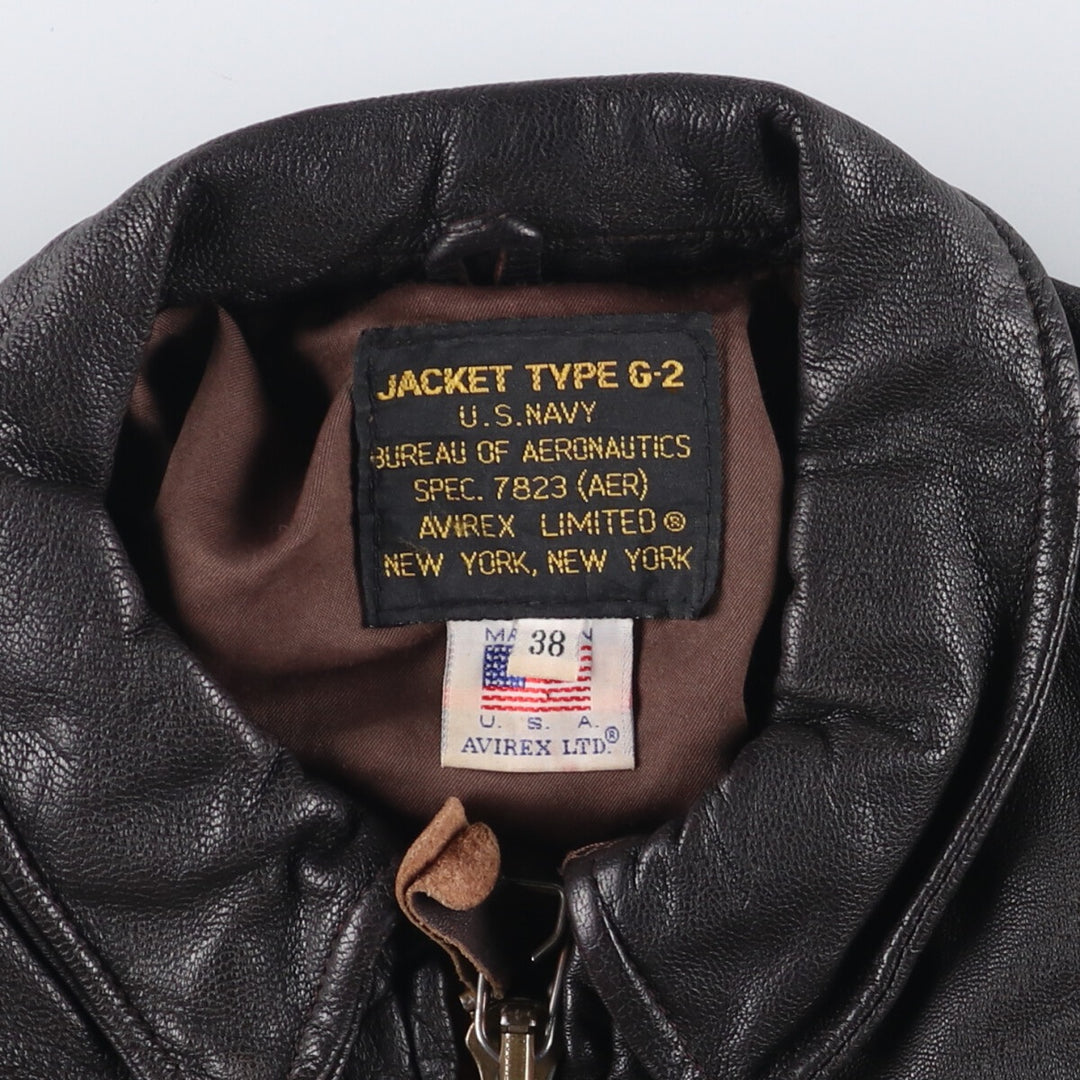 JACKET TYPE G-2
U.S.NAVY
BUREAU OF AERONAUTICS
SPEC. 7823 (AER)
AVIREX LIMITED ®
NEW YORK, NEW YORK
38
U. S. A.
AVIREX LTD.®